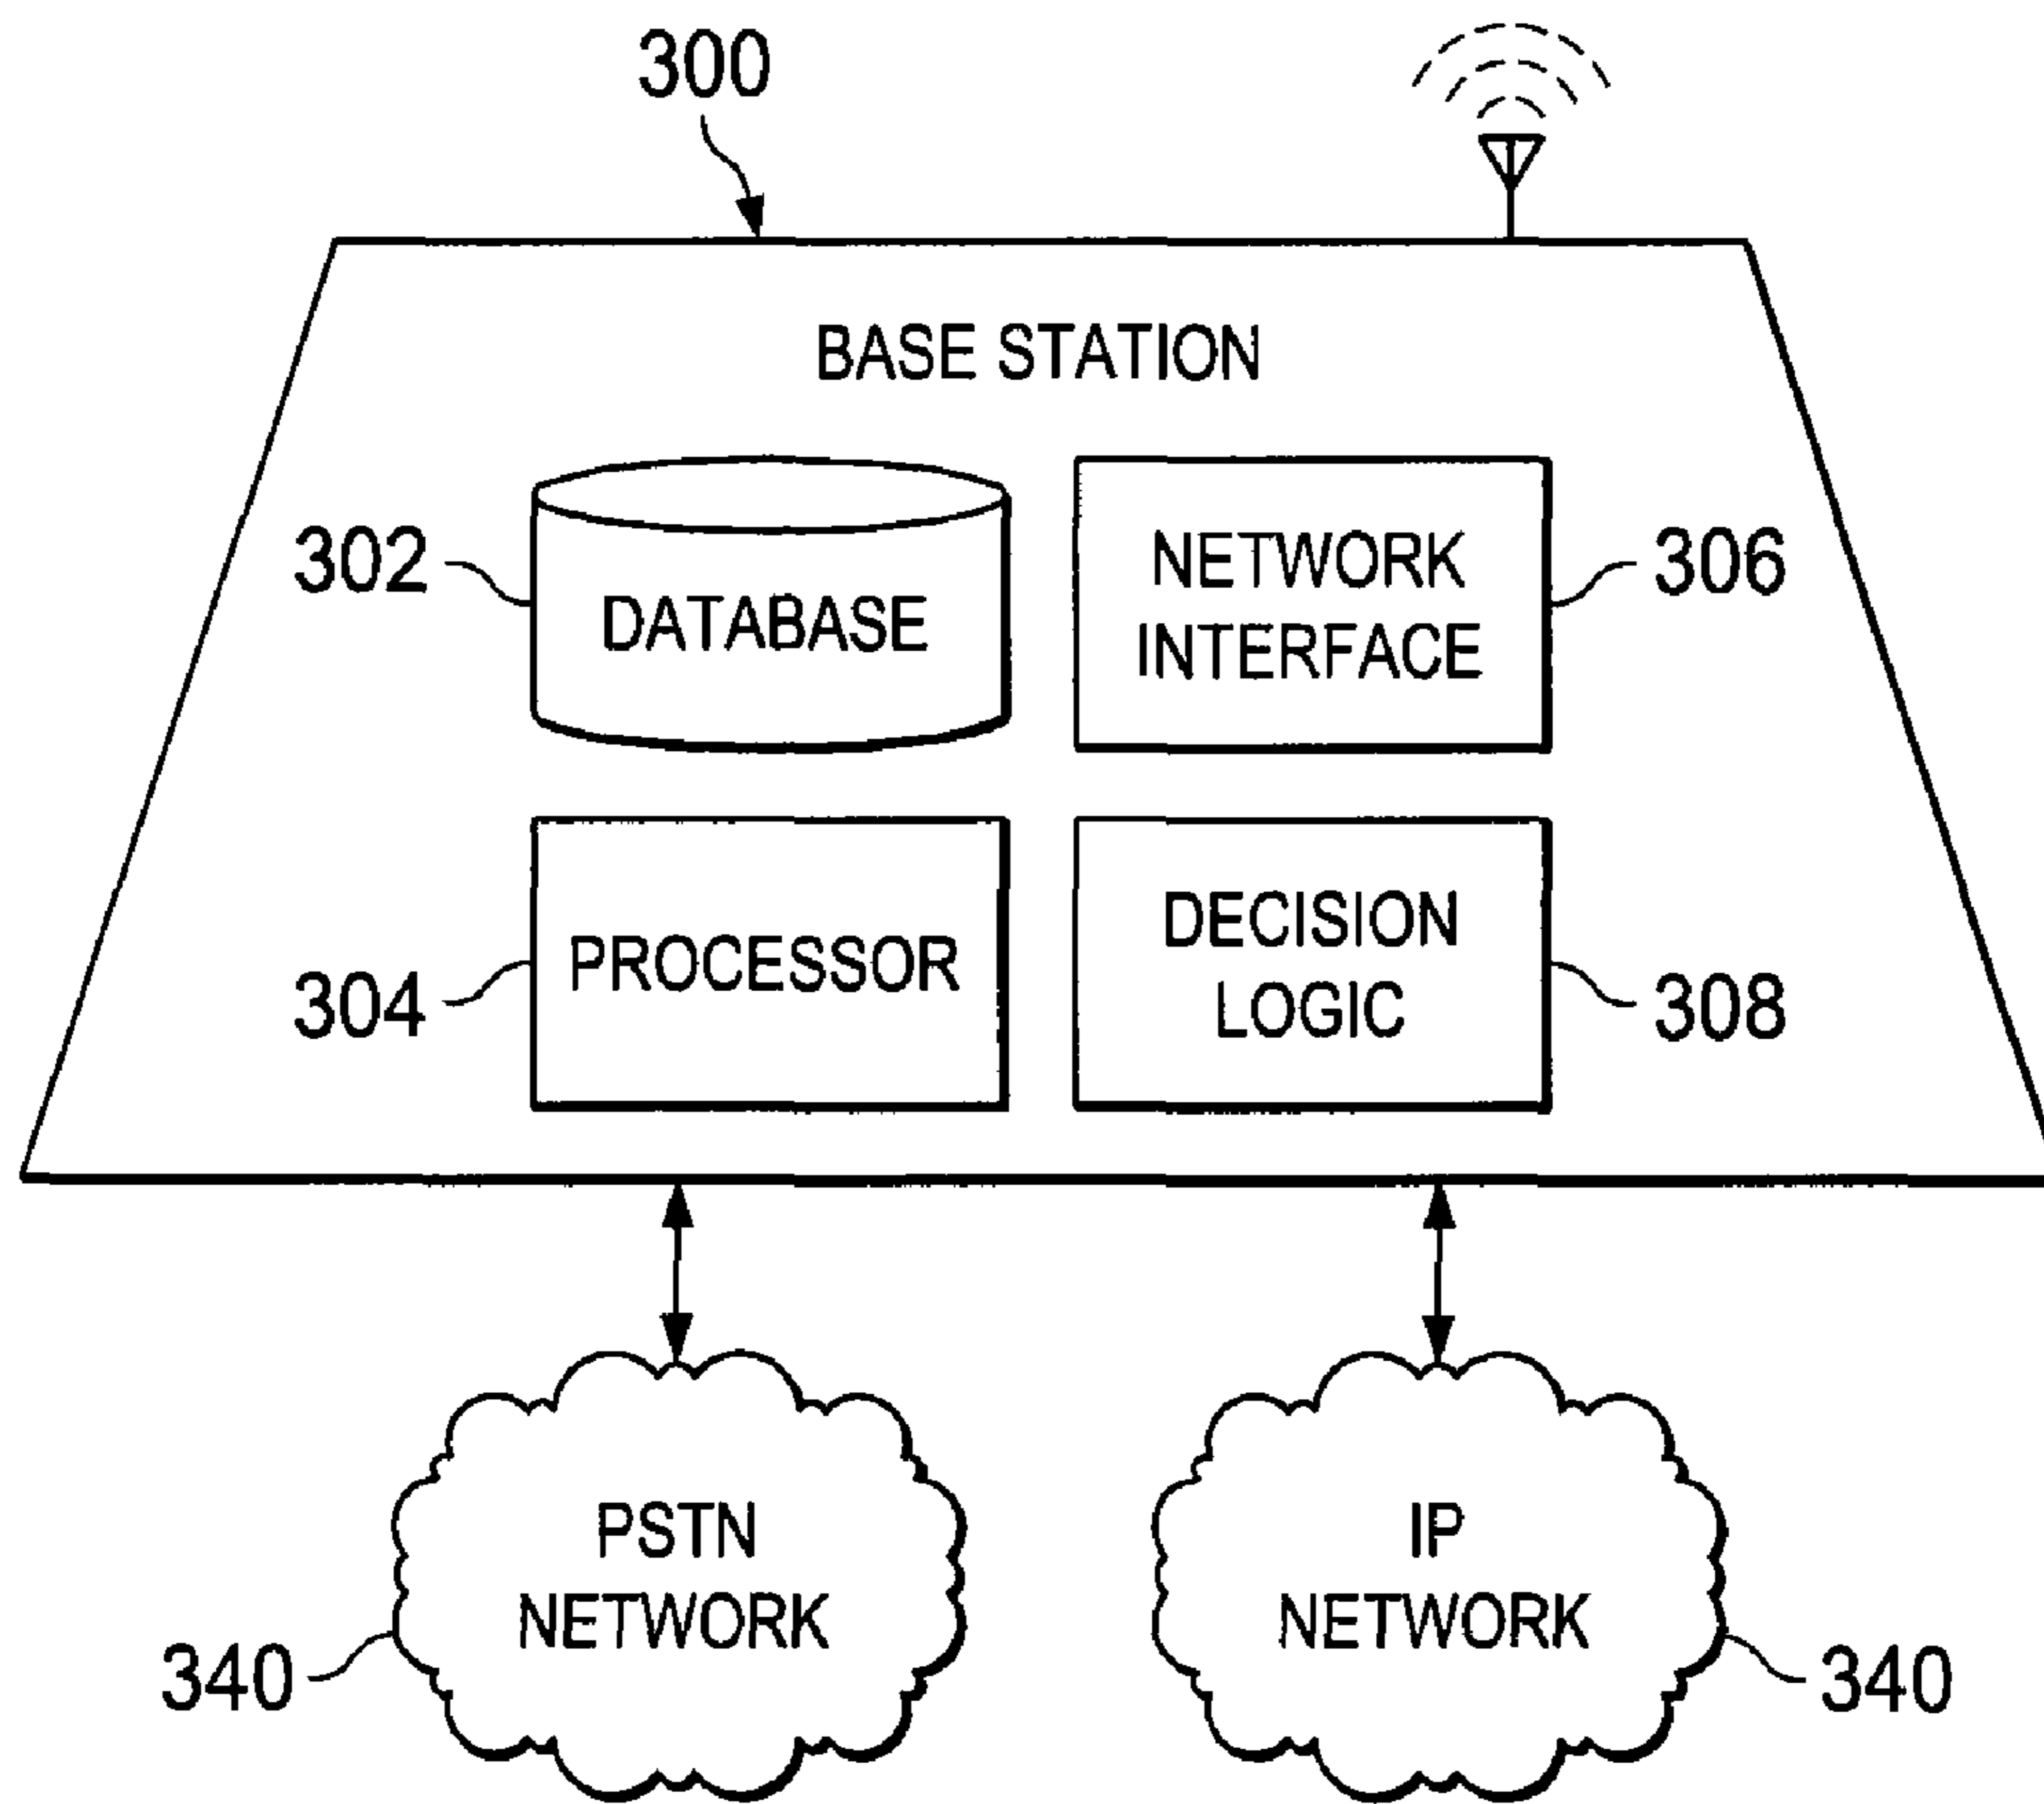 300
BASE STATION
302
DATABASE
NETWORK
INTERFACE
306
304
PROCESSOR
DECISION
LOGIC
308
PSTN
NETWORK
340
IP
NETWORK
340